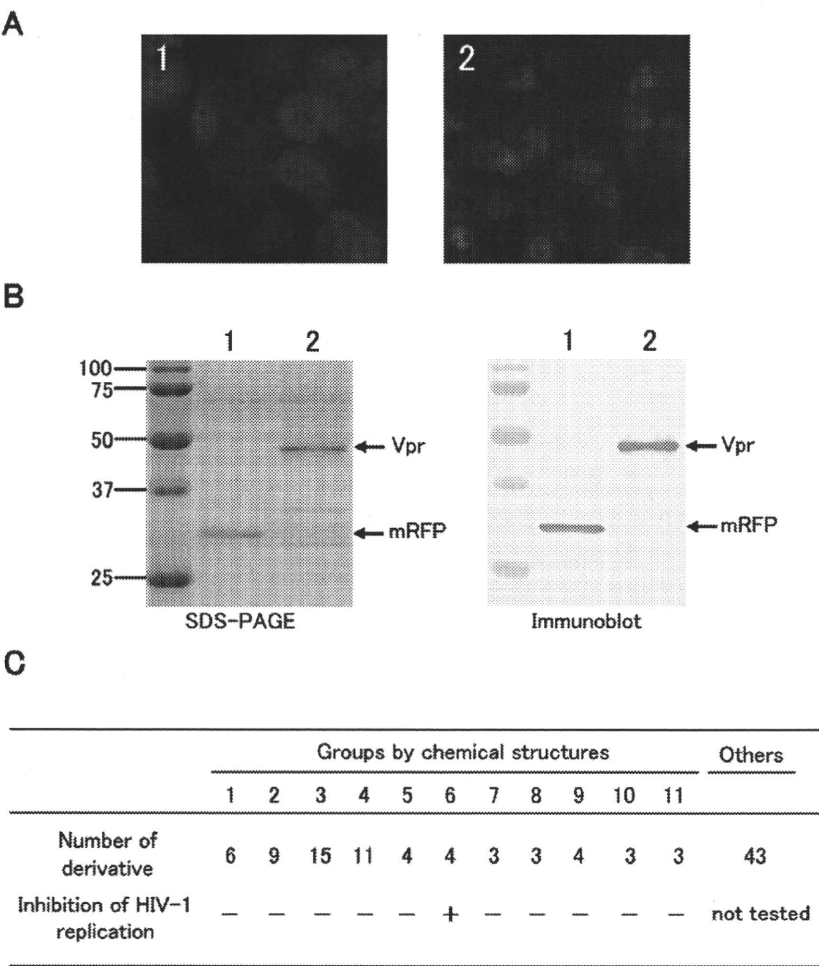 A
1
2
B
1 2
1 2
100
75
50
37
25
Vpr
mRFP
Vpr
mRFP
SDS-PAGE
Immunoblot
C
Groups by chemical structures Others
1 2 3 4 5 6 7 8 9 10 11
Number of
derivative
6 9 15 11 4 4 3 3 4 3 3 43
Inhibition of HIV-1
replication
− − − − − + − − − − − not tested